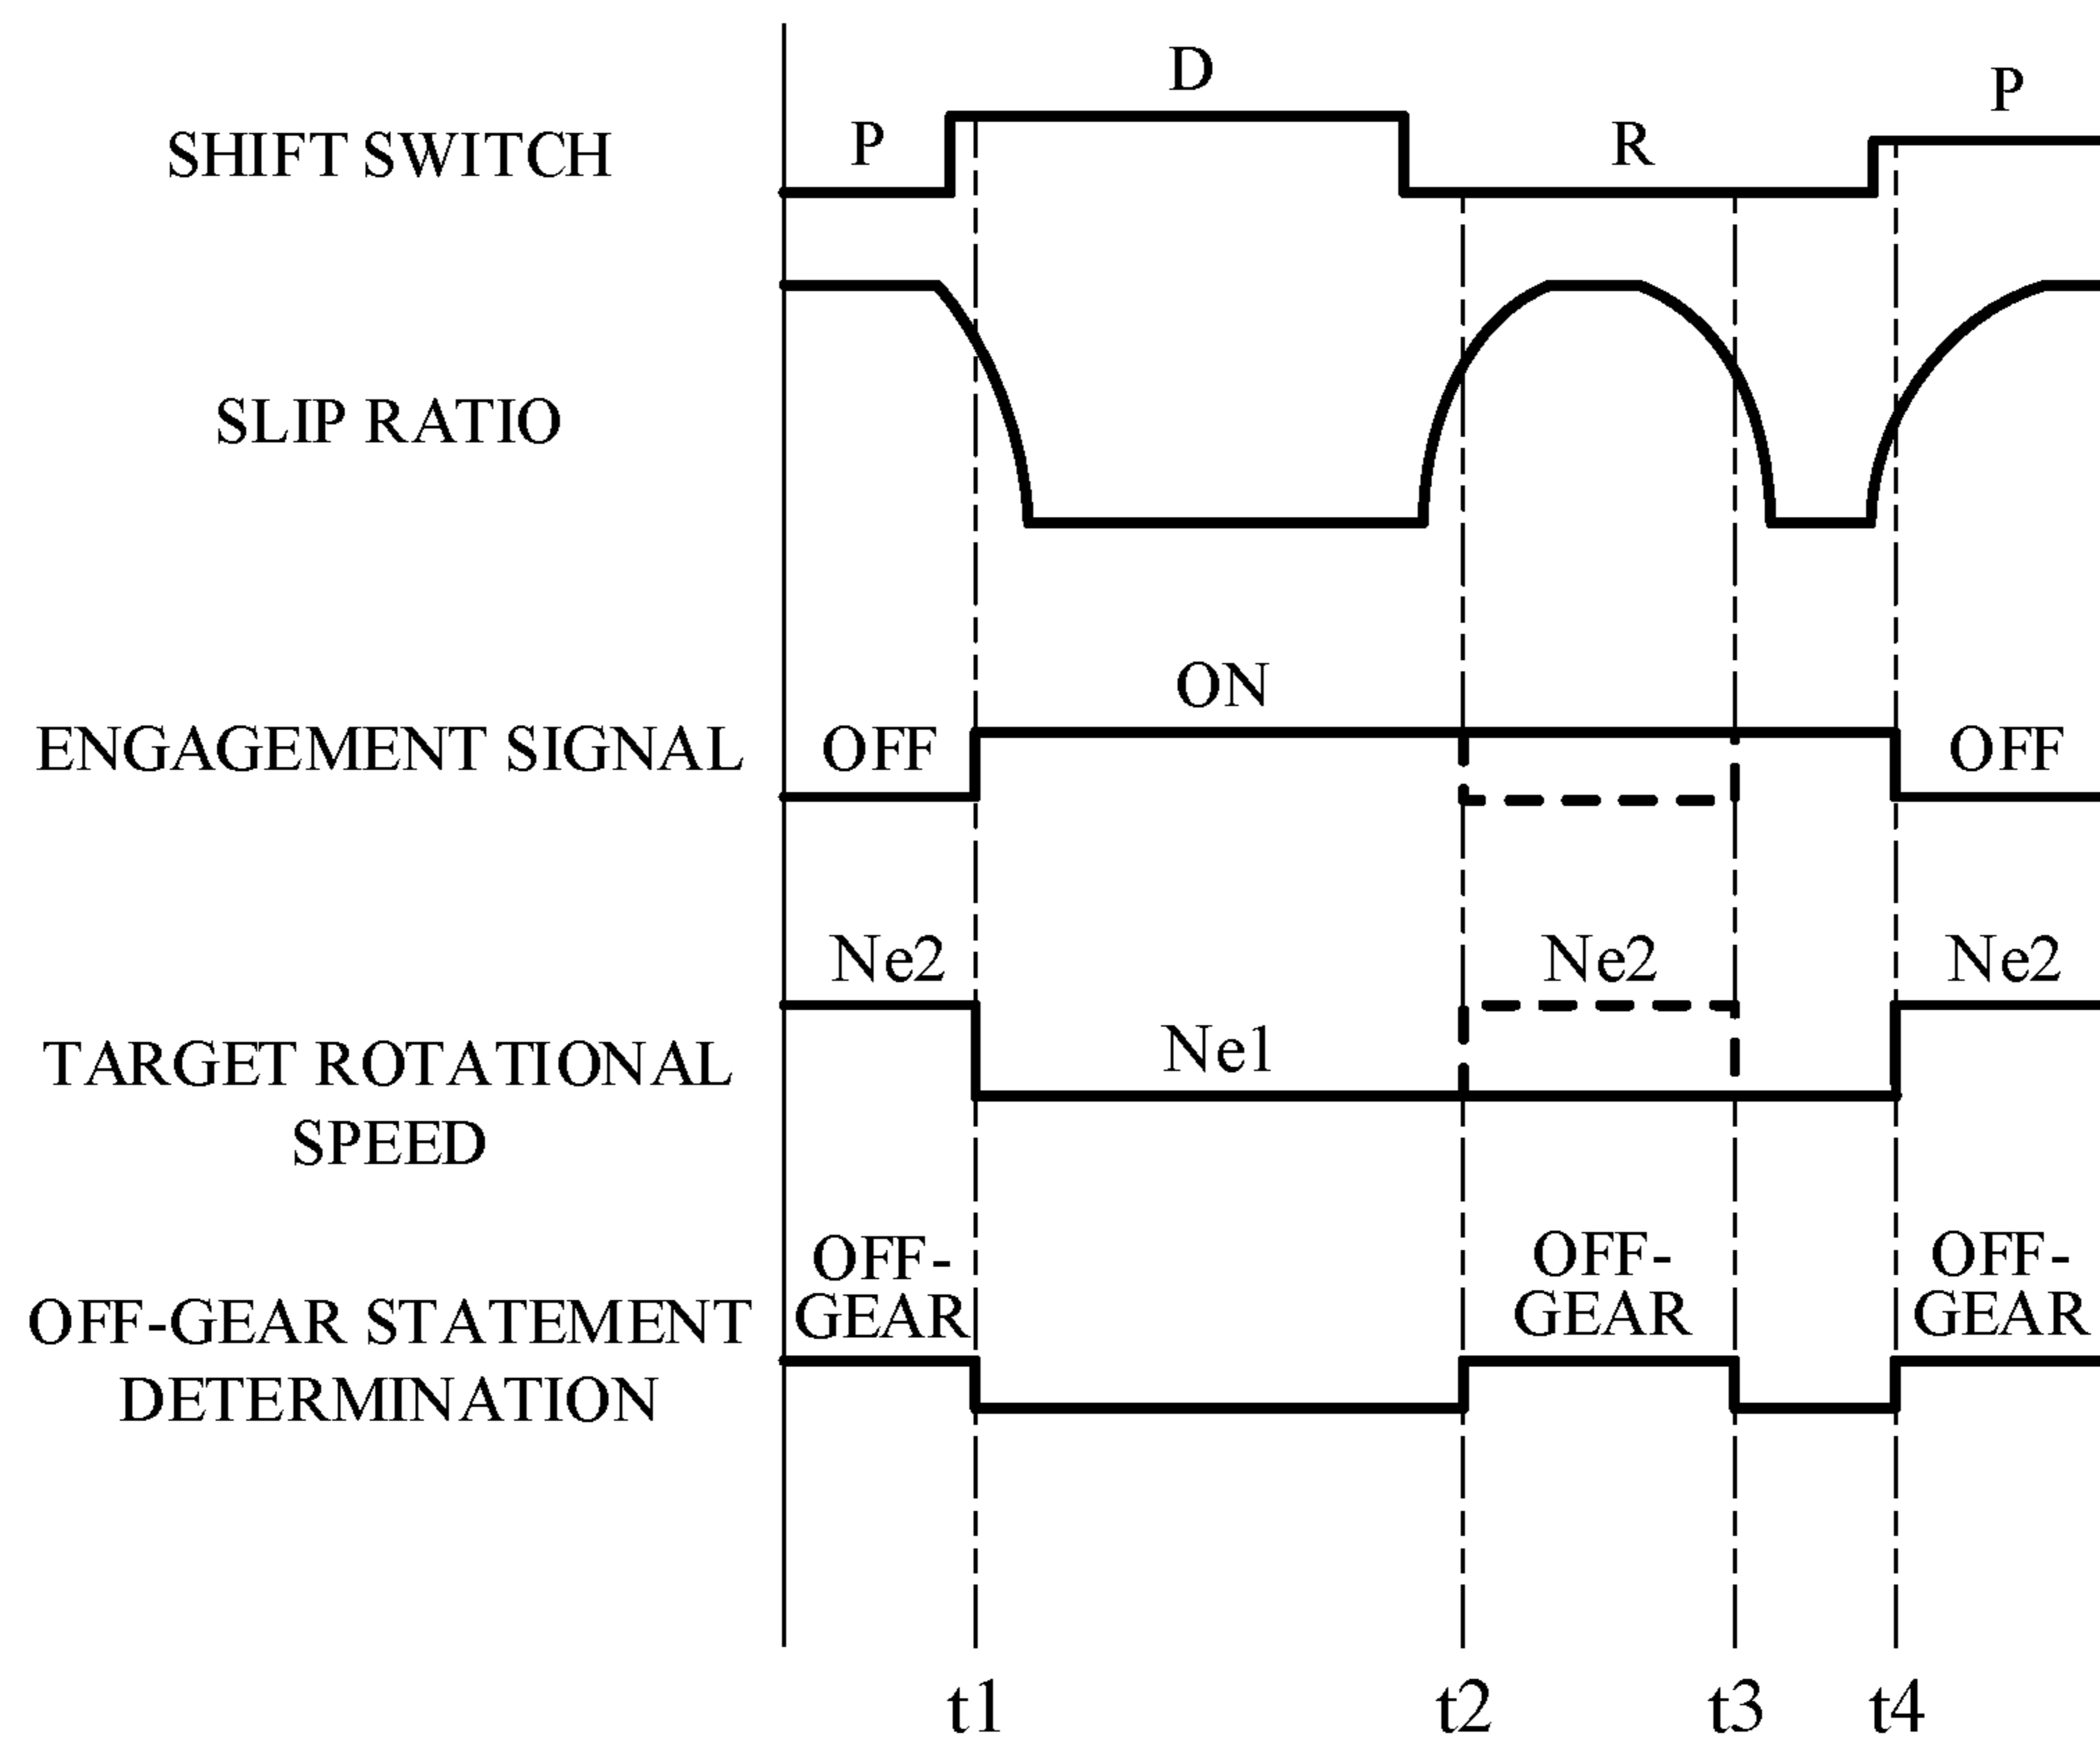 D
P
P
R
SHIFT SWITCH
SLIP RATIO
ON
ENGAGEMENT SIGNAL
OFF
OFF
Ne2
Ne2
Ne2
Ne1
TARGET ROTATIONAL
SPEED
OFF-
GEAR
OFF-
GEAR
OFF-
GEAR
OFF-GEAR STATEMENT
DETERMINATION
t1
t2
t3
t4